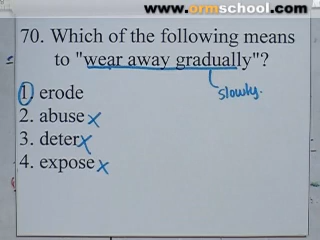 www.ormschool.com
70. Which of the following means
to "wear away gradually"?
slowly.
1. erode
2. abuse x
3. deter x
4. expose x